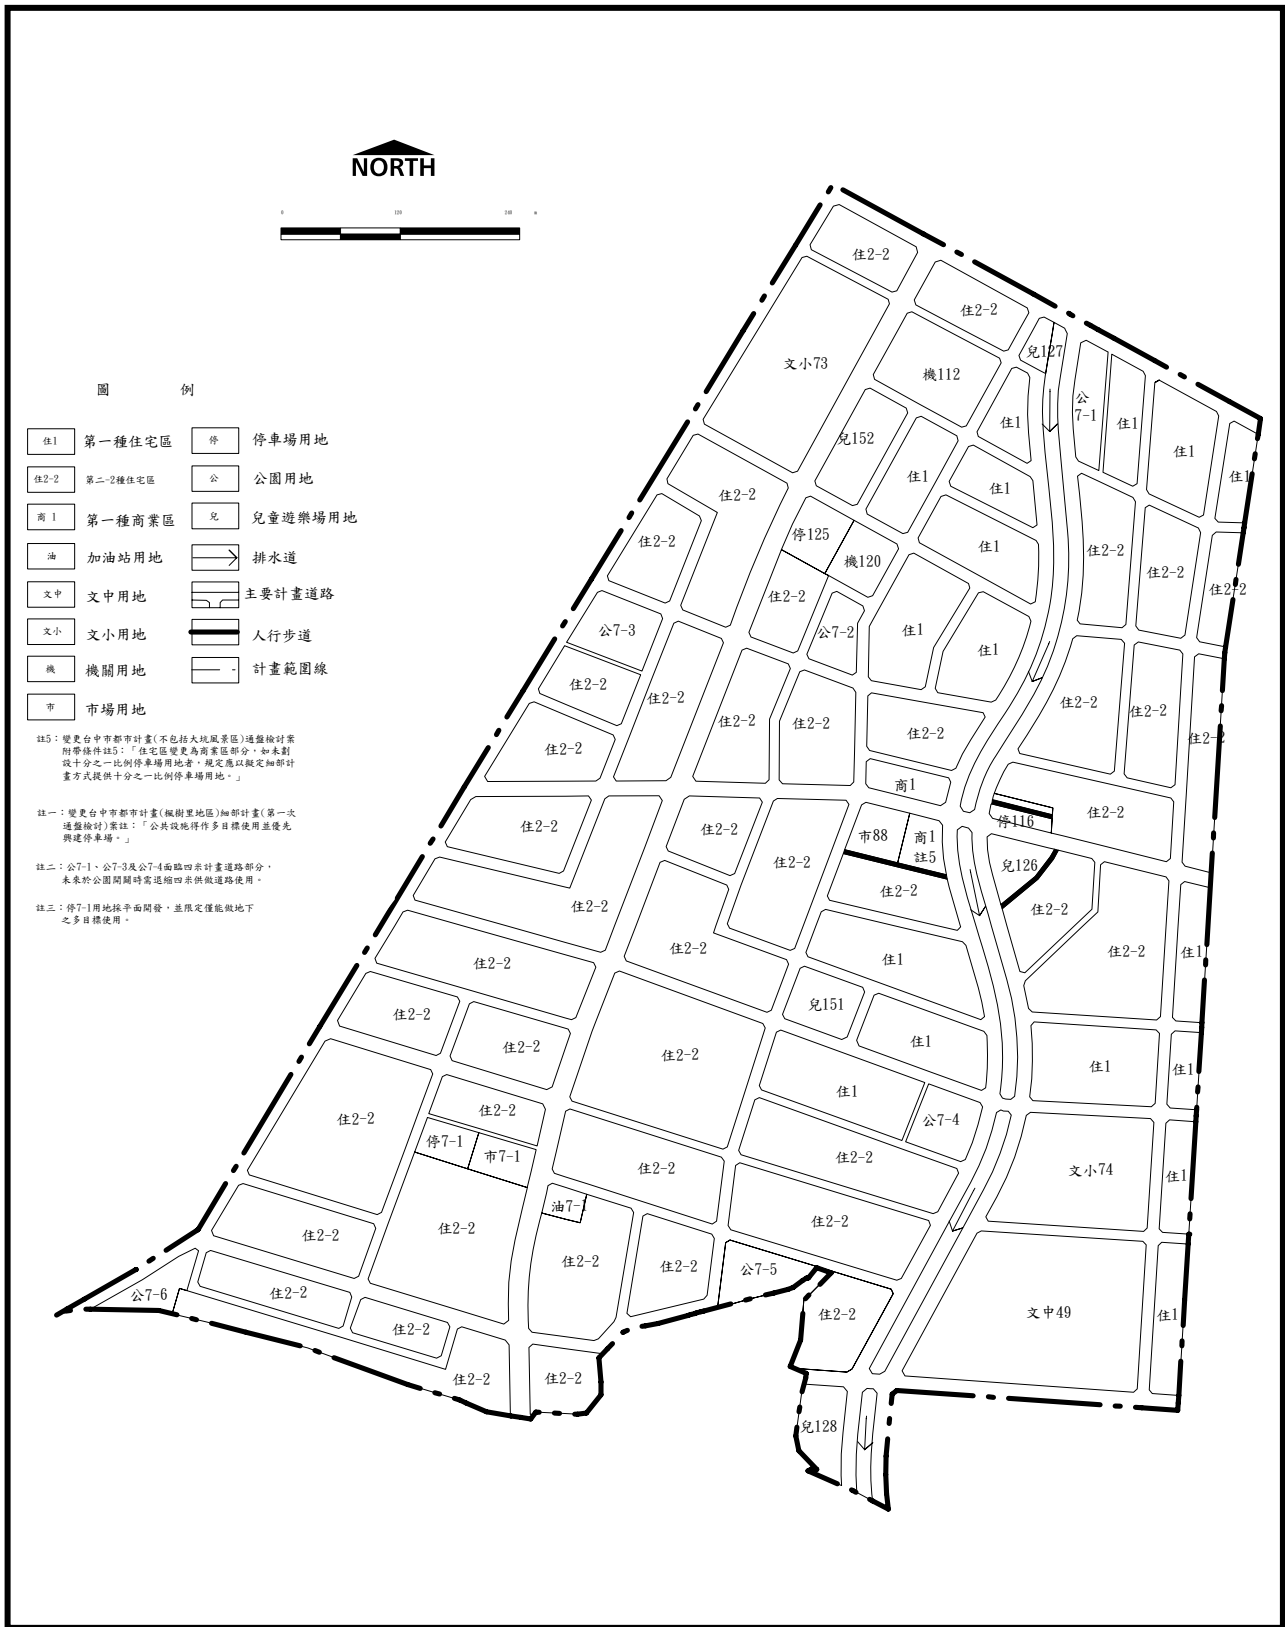 NORTH
0 120 240 m
圖 例
住1 第一種住宅區 停 停車場用地
住2-2 第二-2種住宅區 公 公園用地
商1 第一種商業區 兒 兒童遊樂場用地
油 加油站用地 排水道
文中 文中用地 主要計畫道路
文小 文小用地 人行步道
機 機關用地 計畫範圍線
市 市場用地
註5：變更台中市都市計畫(不包括大坑風景區)通盤檢討案
附帶條件註5：「住宅區變更為商業區部分，如未劃
設十分之一比例停車場用地者，規定應以擬定細部計
畫方式提供十分之一比例停車場用地。」
註一：變更台中市都市計畫(楓樹里地區)細部計畫(第一次
通盤檢討)案註：「公共設施得作多目標使用並優先
興建停車場。」
註二：公7-1、公7-3及公7-4面臨四米計畫道路部分，
未來於公園開闢時需退縮四米供做道路使用。
註三：停7-1用地採平面開發，並限定僅能做地下
之多目標使用。
住2-2
住2-2
兒127
文小73
機112
公
7-1
住1
住1
住1
住1
兒152
住1
住1
住2-2
住2-2
停125
機120
住1
住2-2
住2-2
住2-2
住2-2
公7-3
公7-2
住1
住1
住2-2
住2-2
住2-2
住2-2
住2-2
住2-2
住2-2
住2-2
住2-2
住2-2
商1
住2-2
停116
住2-2
住2-2
市88
商1
註5
住2-2
兒126
住2-2
住2-2
住2-2
住2-2
住2-2
住1
住2-2
住1
住2-2
兒151
住2-2
住2-2
住2-2
住1
住1
住1
住2-2
住2-2
住1
公7-4
停7-1
市7-1
住2-2
住2-2
文小74
住1
油7-1
住2-2
住2-2
住2-2
住2-2
住2-2
公7-5
公7-6
住2-2
住2-2
住2-2
文中49
住1
住2-2
住2-2
兒128